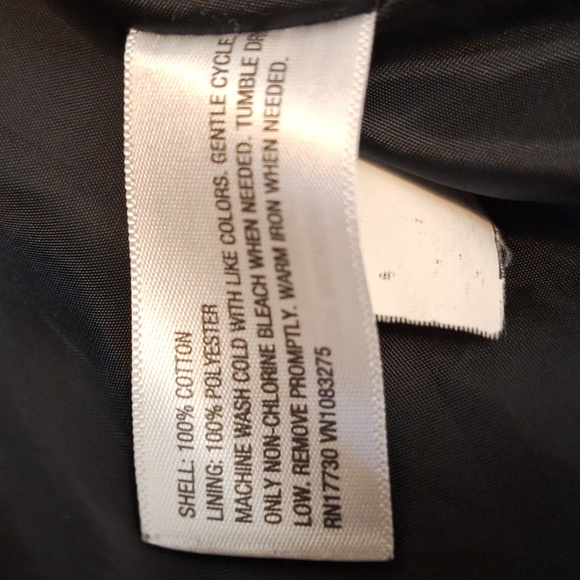 SHELL: 100% COTTON
LINING: 100% POLYESTER
MACHINE WASH COLD WITH LIKE COLORS. GENTLE CYCLE
ONLY NON-CHLORINE BLEACH WHEN NEEDED. TUMBLE DR
LOW. REMOVE PROMPTLY. WARM IRON WHEN NEEDED.
RN17730 VN1083275